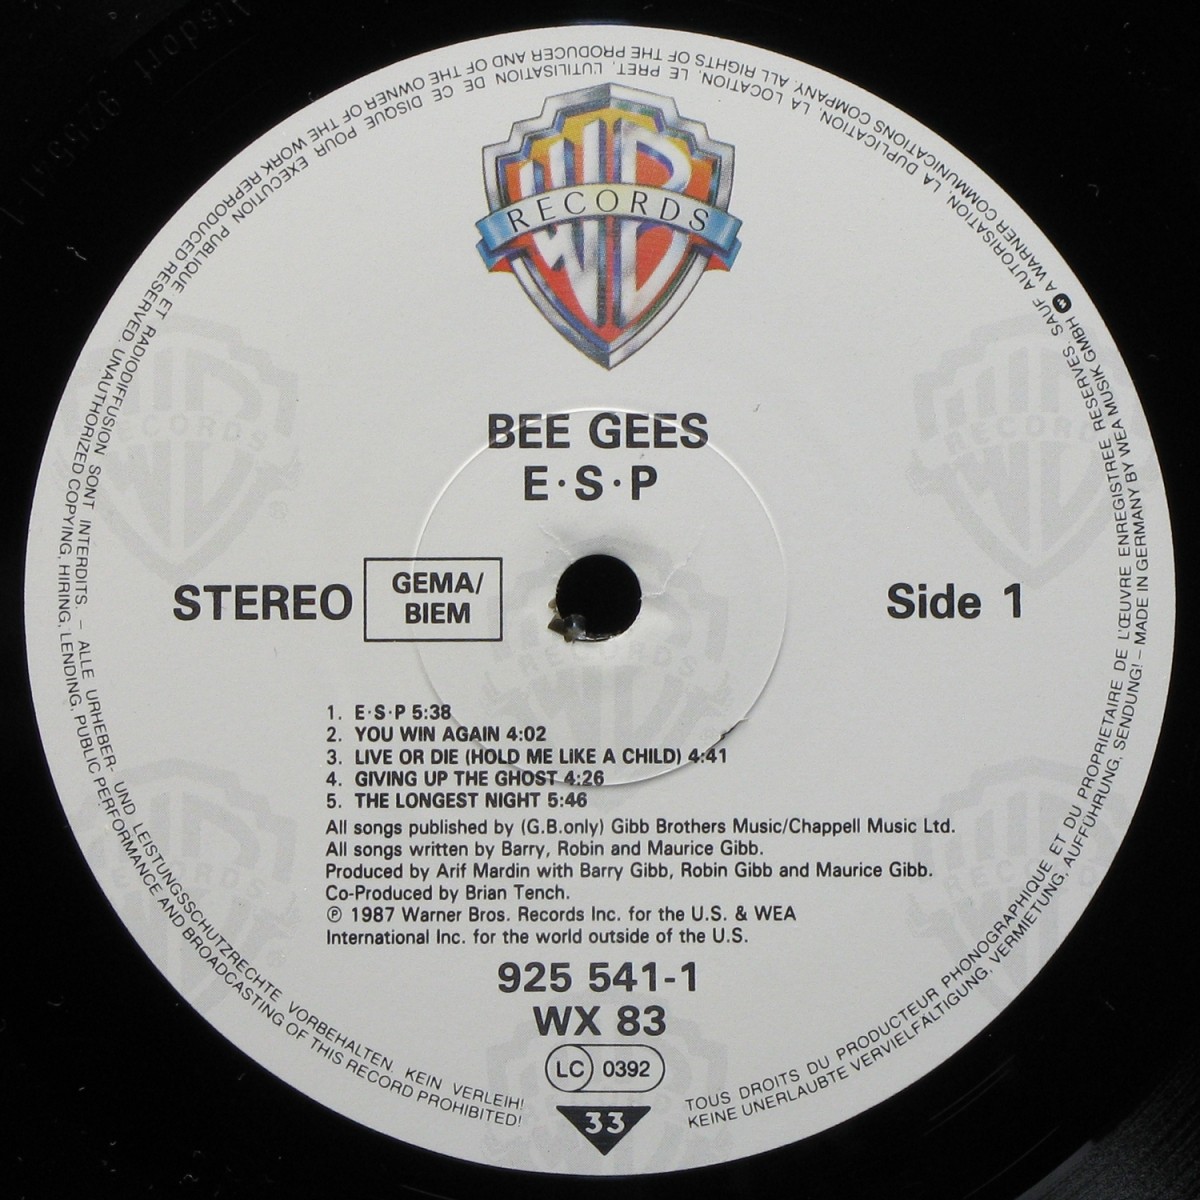 WB
RECORDS
BEE GEES
E·S·P
STEREO
GEMA/
BIEM
Side 1
1. E·S·P 5:38
2. YOU WIN AGAIN 4:02
3. LIVE OR DIE (HOLD ME LIKE A CHILD) 4:41
4. GIVING UP THE GHOST 4:26
5. THE LONGEST NIGHT 5:46
All songs published by (G.B.only) Gibb Brothers Music/Chappell Music Ltd.
All songs written by Barry, Robin and Maurice Gibb.
Produced by Arif Mardin with Barry Gibb, Robin Gibb and Maurice Gibb.
Co-Produced by Brian Tench.
℗ 1987 Warner Bros. Records Inc. for the U.S. & WEA
International Inc. for the world outside of the U.S.
925 541-1
WX 83
LC 0392
33
TOUS DROITS DU PRODUCTEUR PHONOGRAPHIQUE ET DU PROPRIETAIRE DE L'ŒUVRE ENREGISTREE RESERVES. SAUF AUTORISATION, LA DUPLICATION, LA LOCATION, LE PRET, L'UTILISATION DE CE DISQUE POUR EXECUTION PUBLIQUE ET RADIODIFFUSION SONT INTERDITS. – ALLE URHEBER- UND LEISTUNGSSCHUTZRECHTE VORBEHALTEN. KEIN VERLEIH!
KEINE UNERLAUBTE VERVIELFÄLTIGUNG, VERMIETUNG, AUFFÜHRUNG, SENDUNG! – MADE IN GERMANY BY WEA MUSIK GMBH A WARNER COMMUNICATIONS COMPANY. ALL RIGHTS OF THE PRODUCER AND OF THE OWNER OF THE WORK REPRODUCED RESERVED. UNAUTHORIZED COPYING, HIRING, LENDING, PUBLIC PERFORMANCE AND BROADCASTING OF THIS RECORD PROHIBITED!